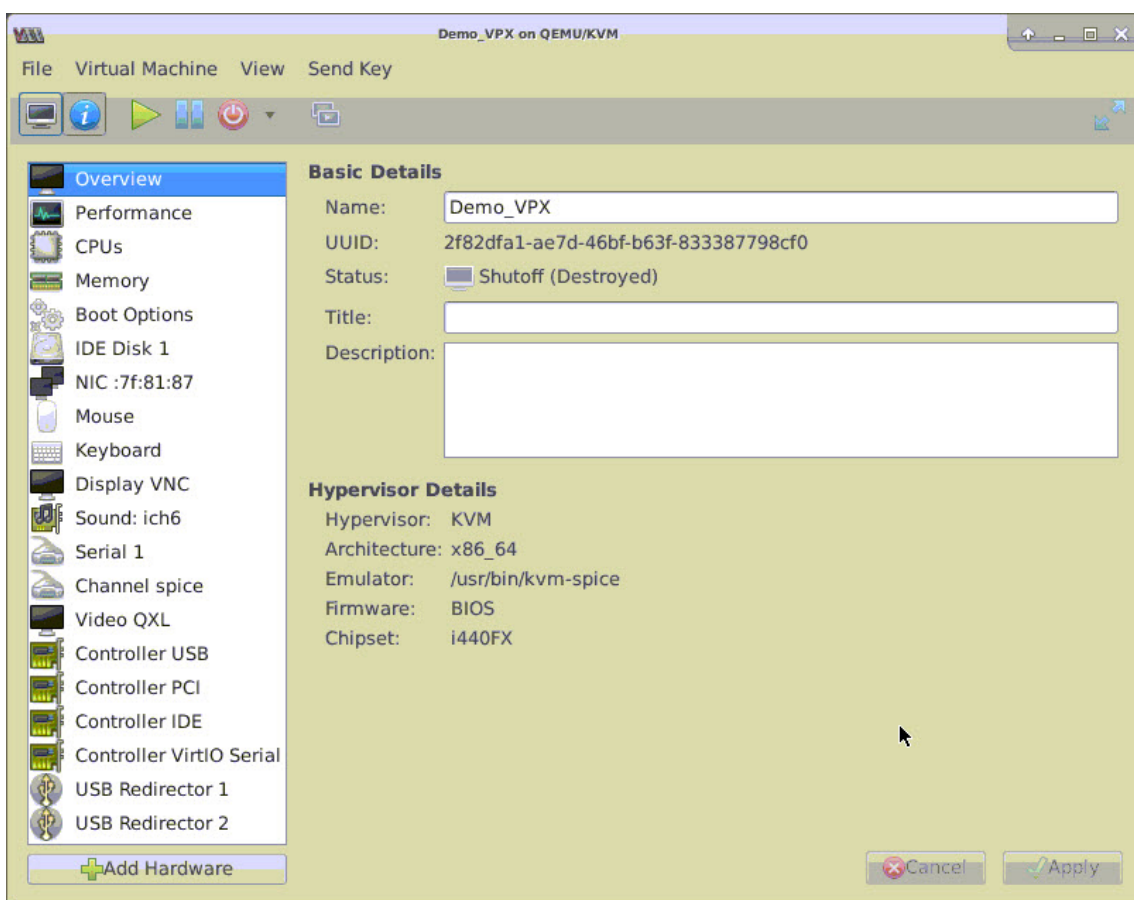 Demo_VPX on QEMU/KVM
File Virtual Machine View Send Key
Overview
Performance
CPUs
Memory
Boot Options
IDE Disk 1
NIC :7f:81:87
Mouse
Keyboard
Display VNC
Sound: ich6
Serial 1
Channel spice
Video QXL
Controller USB
Controller PCI
Controller IDE
Controller VirtIO Serial
USB Redirector 1
USB Redirector 2
Add Hardware
Basic Details
Name: Demo_VPX
UUID: 2f82dfa1-ae7d-46bf-b63f-833387798cf0
Status: Shutoff (Destroyed)
Title:
Description:
Hypervisor Details
Hypervisor: KVM
Architecture: x86_64
Emulator: /usr/bin/kvm-spice
Firmware: BIOS
Chipset: i440FX
Cancel Apply